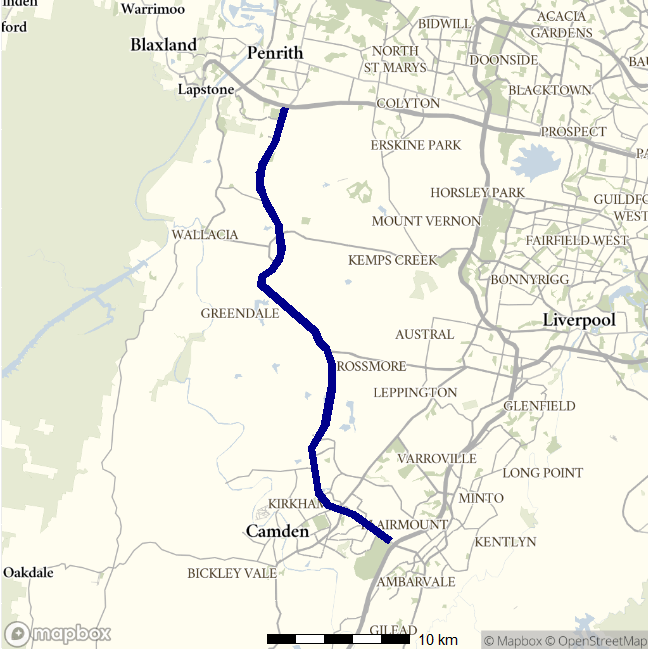 linden
ford
Warrimoo
BIDWILL
ACACIA
GARDENS
Blaxland
Penrith
NORTH
ST MARYS
DOONSIDE
BAU
Lapstone
BLACKTOWN
COLYTON
PROSPECT
ERSKINE PARK
PA
HORSLEY PARK
GUILDFO
WEST
MOUNT VERNON
WALLACIA
FAIRFIELD WEST
KEMPS CREEK
BONNYRIGG
GREENDALE
Liverpool
AUSTRAL
ROSSMORE
LEPPINGTON
GLENFIELD
VARROVILLE
LONG POINT
MINTO
KIRKHAM
BLAIRMOUNT
Camden
KENTLYN
Oakdale
BICKLEY VALE
AMBARVALE
GILEAD
mapbox
10 km
© Mapbox © OpenStreetMap